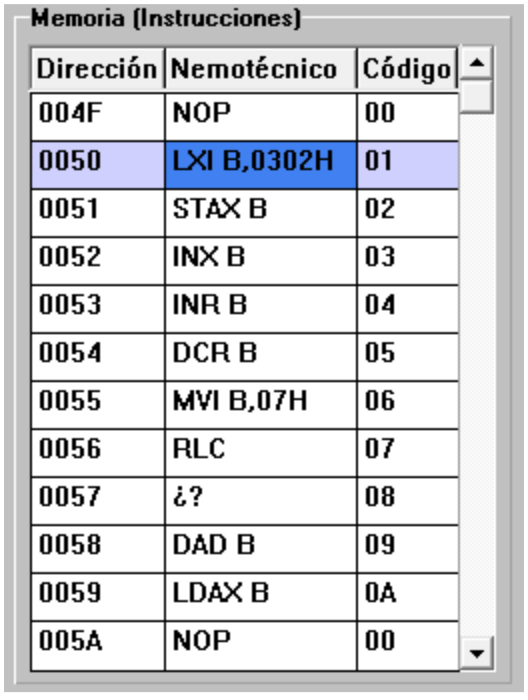 Memoria (Instrucciones)
Dirección Nemotécnico Código
004F NOP 00
0050 LXI B,0302H 01
0051 STAX B 02
0052 INX B 03
0053 INR B 04
0054 DCR B 05
0055 MVI B,07H 06
0056 RLC 07
0057 ¿? 08
0058 DAD B 09
0059 LDAX B 0A
005A NOP 00